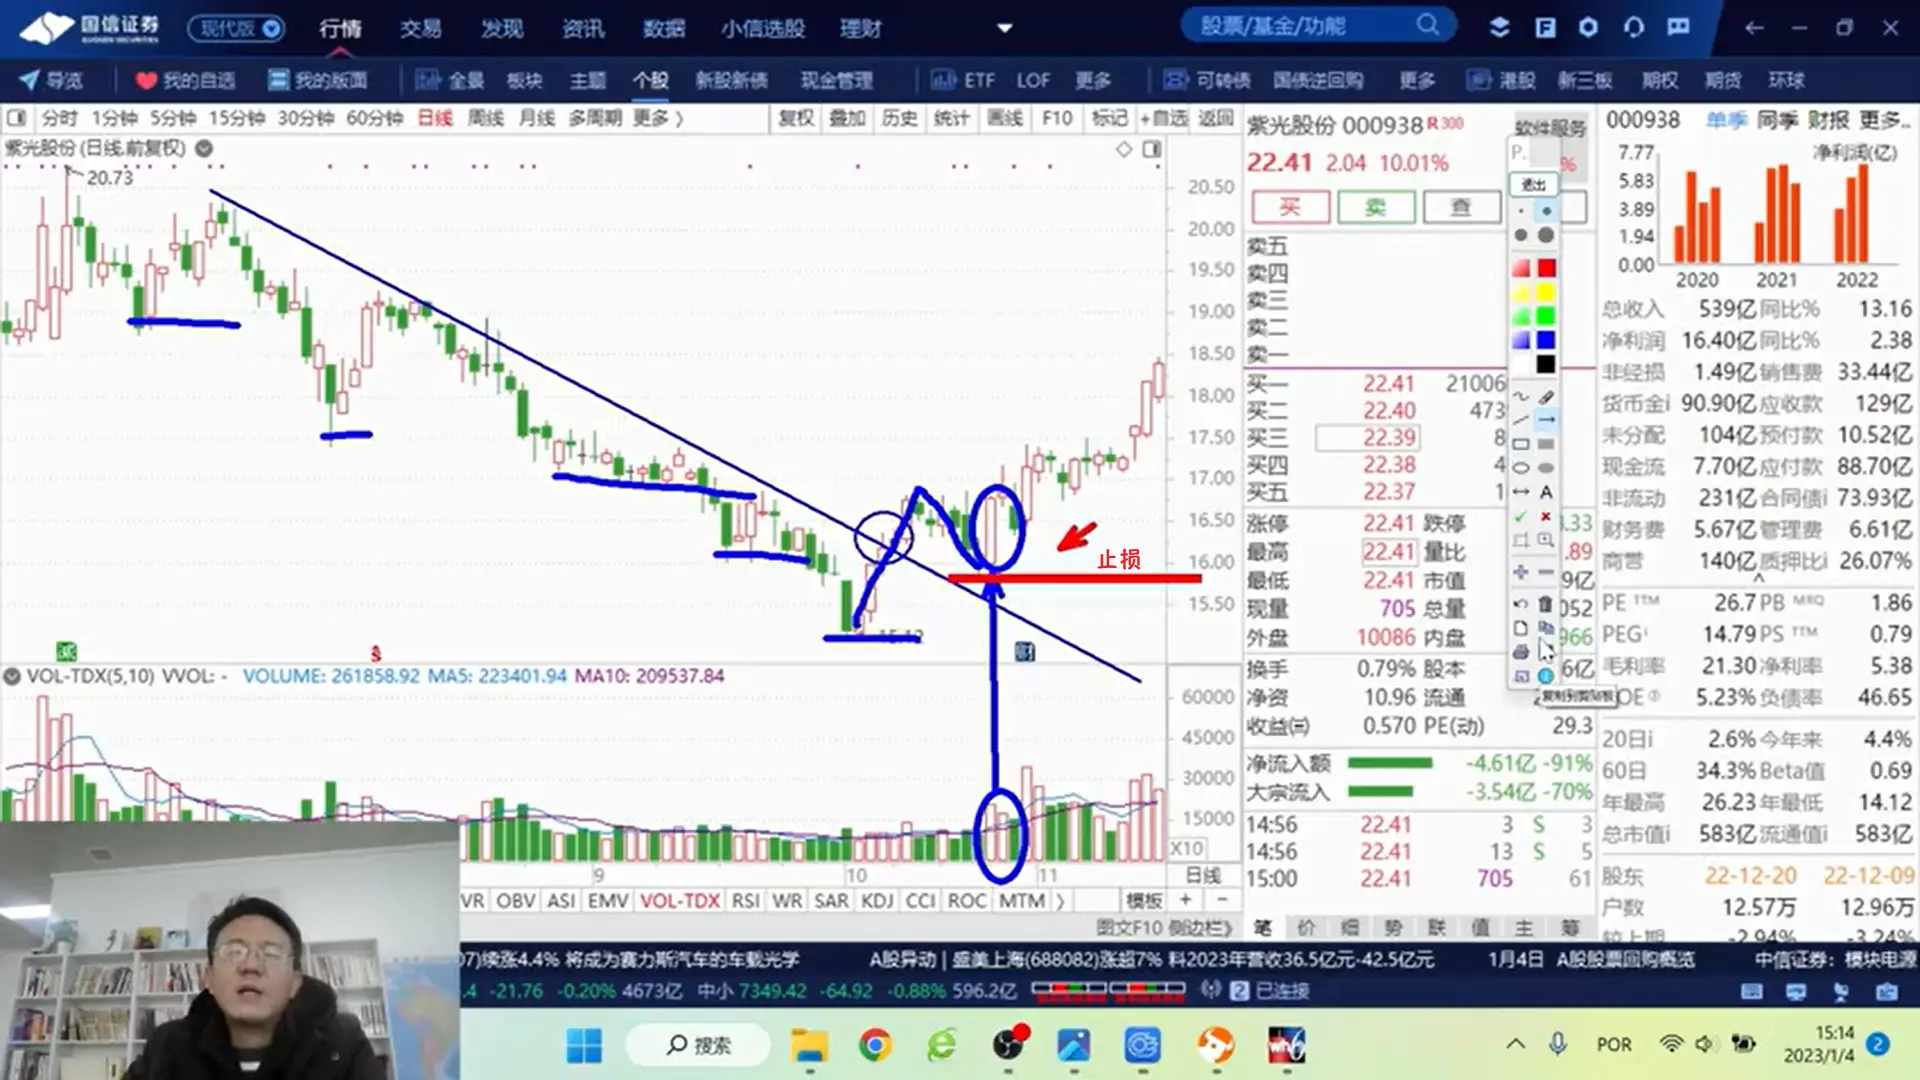 国信证券 现代版 行情 交易 发现 资讯 数据 小信选股 理财 股票/基金/功能
GUOSEN SECURITIES
导览 我的自选 我的版面 全景 板块 主题 个股 新股新债 现金管理 ETF LOF 更多 可转债 国债逆回购 更多 港股 新三板 期权 期货 环球
分时 1分钟 5分钟 15分钟 30分钟 60分钟 日线 周线 月线 多周期 更多 复权 叠加 历史 统计 画线 F10 标记 +自选 返回
紫光股份(日线,前复权)
20.73
20.50
20.00
19.50
19.00
18.50
18.00
17.50
17.00
16.50
16.00
15.50
止损
财
VOL-TDX(5,10) VVOL: - VOLUME: 261858.92 MA5: 223401.94 MA10: 209537.84
60000
45000
30000
15000
X10
9 10 11 日线
VR OBV ASI EMV VOL-TDX RSI WR SAR KDJ CCI ROC MTM 模板 + -
图文F10 侧边栏
紫光股份 000938 R300 软件服务
22.41 2.04 10.01% %
买 卖 查
退出
卖五
卖四
卖三
卖二
卖一
买一 22.41 21006
买二 22.40 473
买三 22.39 8
买四 22.38 4
买五 22.37 1
涨停 22.41 跌停 .33
最高 22.41 量比 .89
最低 22.41 市值 9亿
现量 705 总量 052
外盘 10086 内盘 966
换手 0.79% 股本 6亿
净资 10.96 流通
收益㈢ 0.570 PE(动) 29.3
复制到剪贴板
净流入额 -4.61亿 -91%
大宗流入 -3.54亿 -70%
14:56 22.41 3 S 3
14:56 22.41 13 S 5
15:00 22.41 705 61
笔 价 细 势 联 值 主 筹
000938 单季 同季 财报 更多..
净利润(亿)
7.77
5.83
3.89
1.94
0.00
2020 2021 2022
总收入 539亿 同比% 13.16
净利润 16.40亿 同比% 2.38
非经损 1.49亿 销售费 33.44亿
货币金i 90.90亿 应收款 129亿
未分配 104亿 预付款 10.52亿
现金流 7.70亿 应付款 88.70亿
非流动 231亿 合同债i 73.93亿
财务费 5.67亿 管理费 6.61亿
商誉 140亿 质押比i 26.07%
PE TTM 26.7 PB MRQ 1.86
PEG 14.79 PS TTM 0.79
毛利率 21.30 净利率 5.38
OE 5.23% 负债率 46.65
20日i 2.6% 今年来 4.4%
60日 34.3% Beta值 0.69
年最高 26.23 年最低 14.12
总市值i 583亿 流通值i 583亿
股东 22-12-20 22-12-09
户数 12.57万 12.96万
较上期 -2.94% -3.24%
07)续涨4.4% 将成为赛力斯汽车的车载光学 A股异动 | 盛美上海(688082)涨超7% 料2023年营收36.5亿元-42.5亿元 1月4日 A股股票回购概览 中信证券：模块电源
.4 -21.76 -0.20% 4673亿 中小 7349.42 -64.92 -0.88% 596.2亿 2 已连接
搜索
POR
15:14
2023/1/4
2